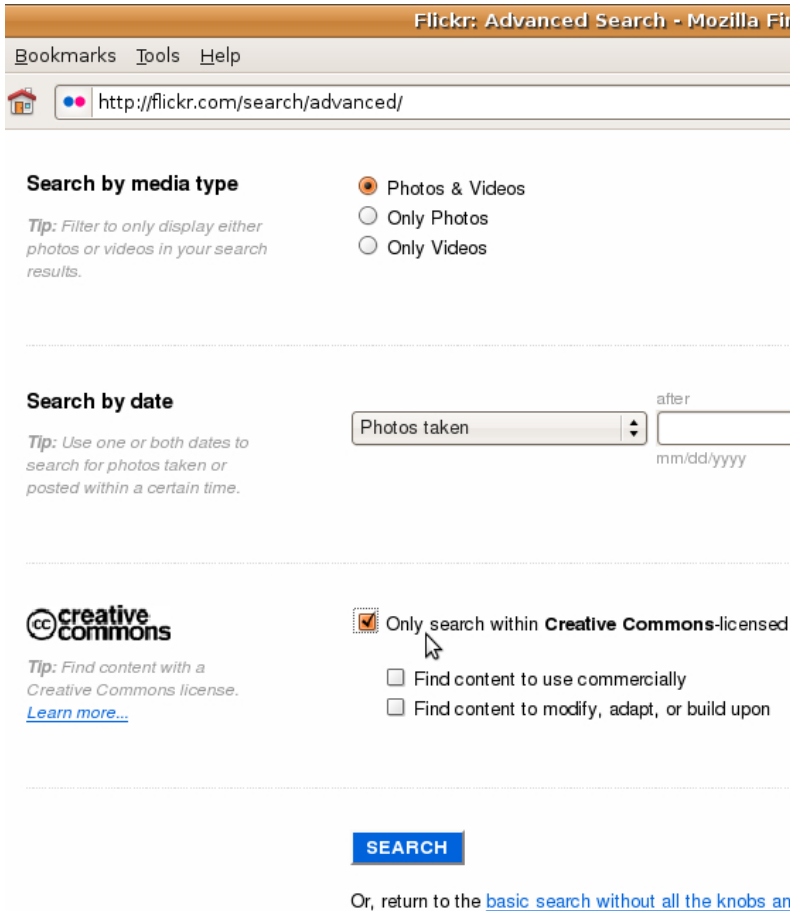 Flickr: Advanced Search - Mozilla Fi
Bookmarks Tools Help
http://flickr.com/search/advanced/
Search by media type
Tip: Filter to only display either
photos or videos in your search
results.
Photos & Videos
Only Photos
Only Videos
Search by date
Tip: Use one or both dates to
search for photos taken or
posted within a certain time.
Photos taken
after
mm/dd/yyyy
cc creative
commons
Tip: Find content with a
Creative Commons license.
Learn more...
Only search within Creative Commons-licensed
Find content to use commercially
Find content to modify, adapt, or build upon
SEARCH
Or, return to the basic search without all the knobs an